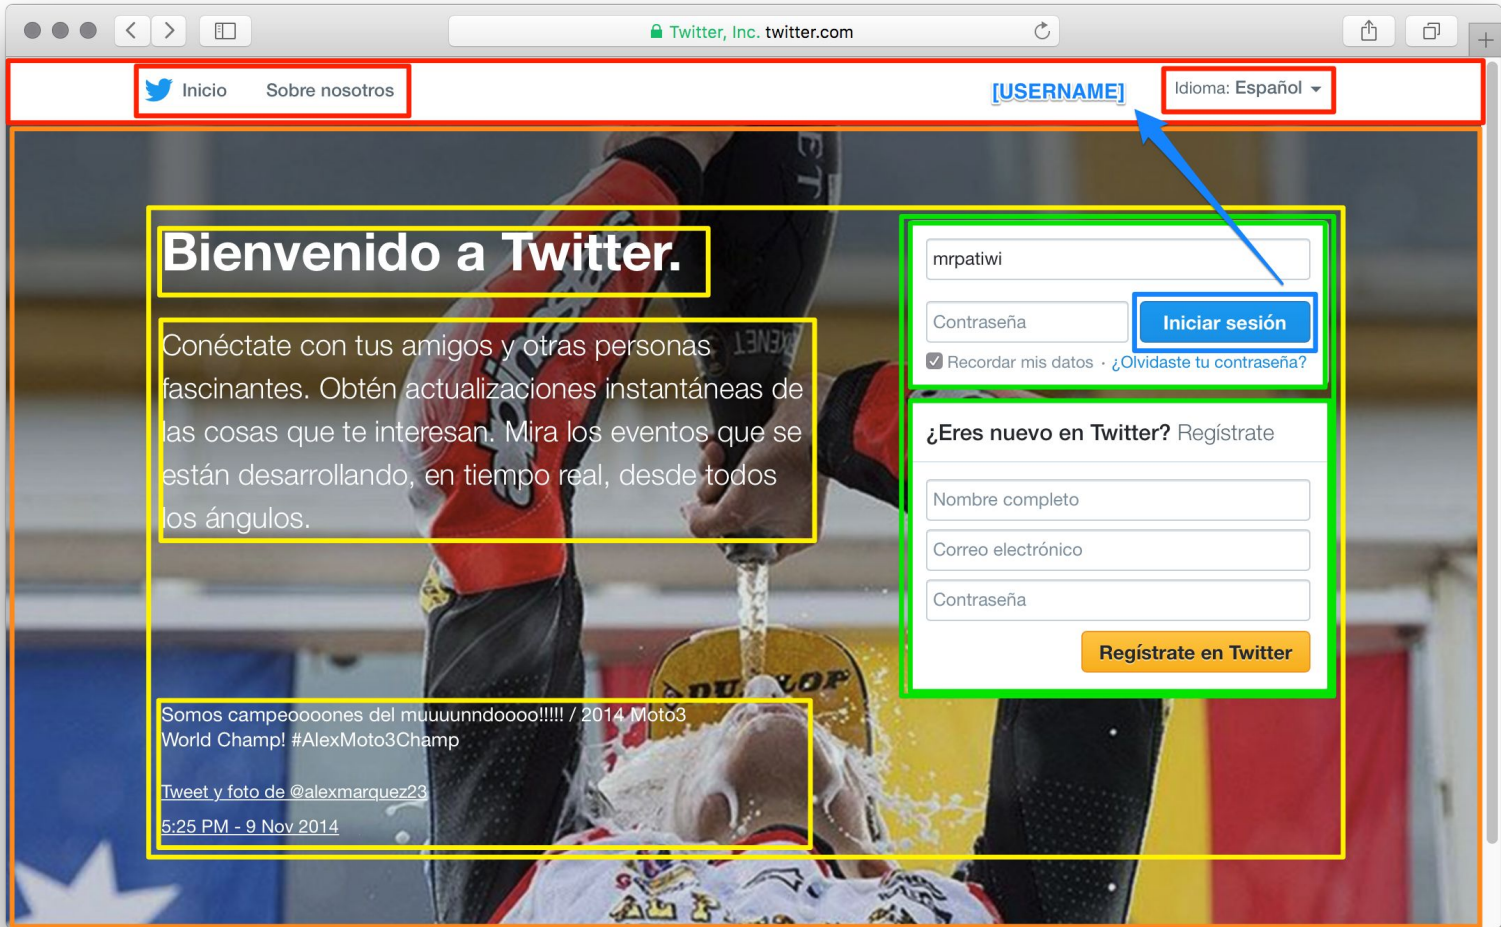 Twitter, Inc. twitter.com
Inicio Sobre nosotros [USERNAME] Idioma: Español
Bienvenido a Twitter.
Conéctate con tus amigos y otras personas
fascinantes. Obtén actualizaciones instantáneas de
las cosas que te interesan. Mira los eventos que se
están desarrollando, en tiempo real, desde todos
los ángulos.
Somos campeoooones del muuuunndoooo!!!!! / 2014 Moto3
World Champ! #AlexMoto3Champ
Tweet y foto de @alexmarquez23
5:25 PM - 9 Nov 2014
mrpatiwi
Contraseña Iniciar sesión
Recordar mis datos · ¿Olvidaste tu contraseña?
¿Eres nuevo en Twitter? Regístrate
Nombre completo
Correo electrónico
Contraseña
Regístrate en Twitter
DUNLOP